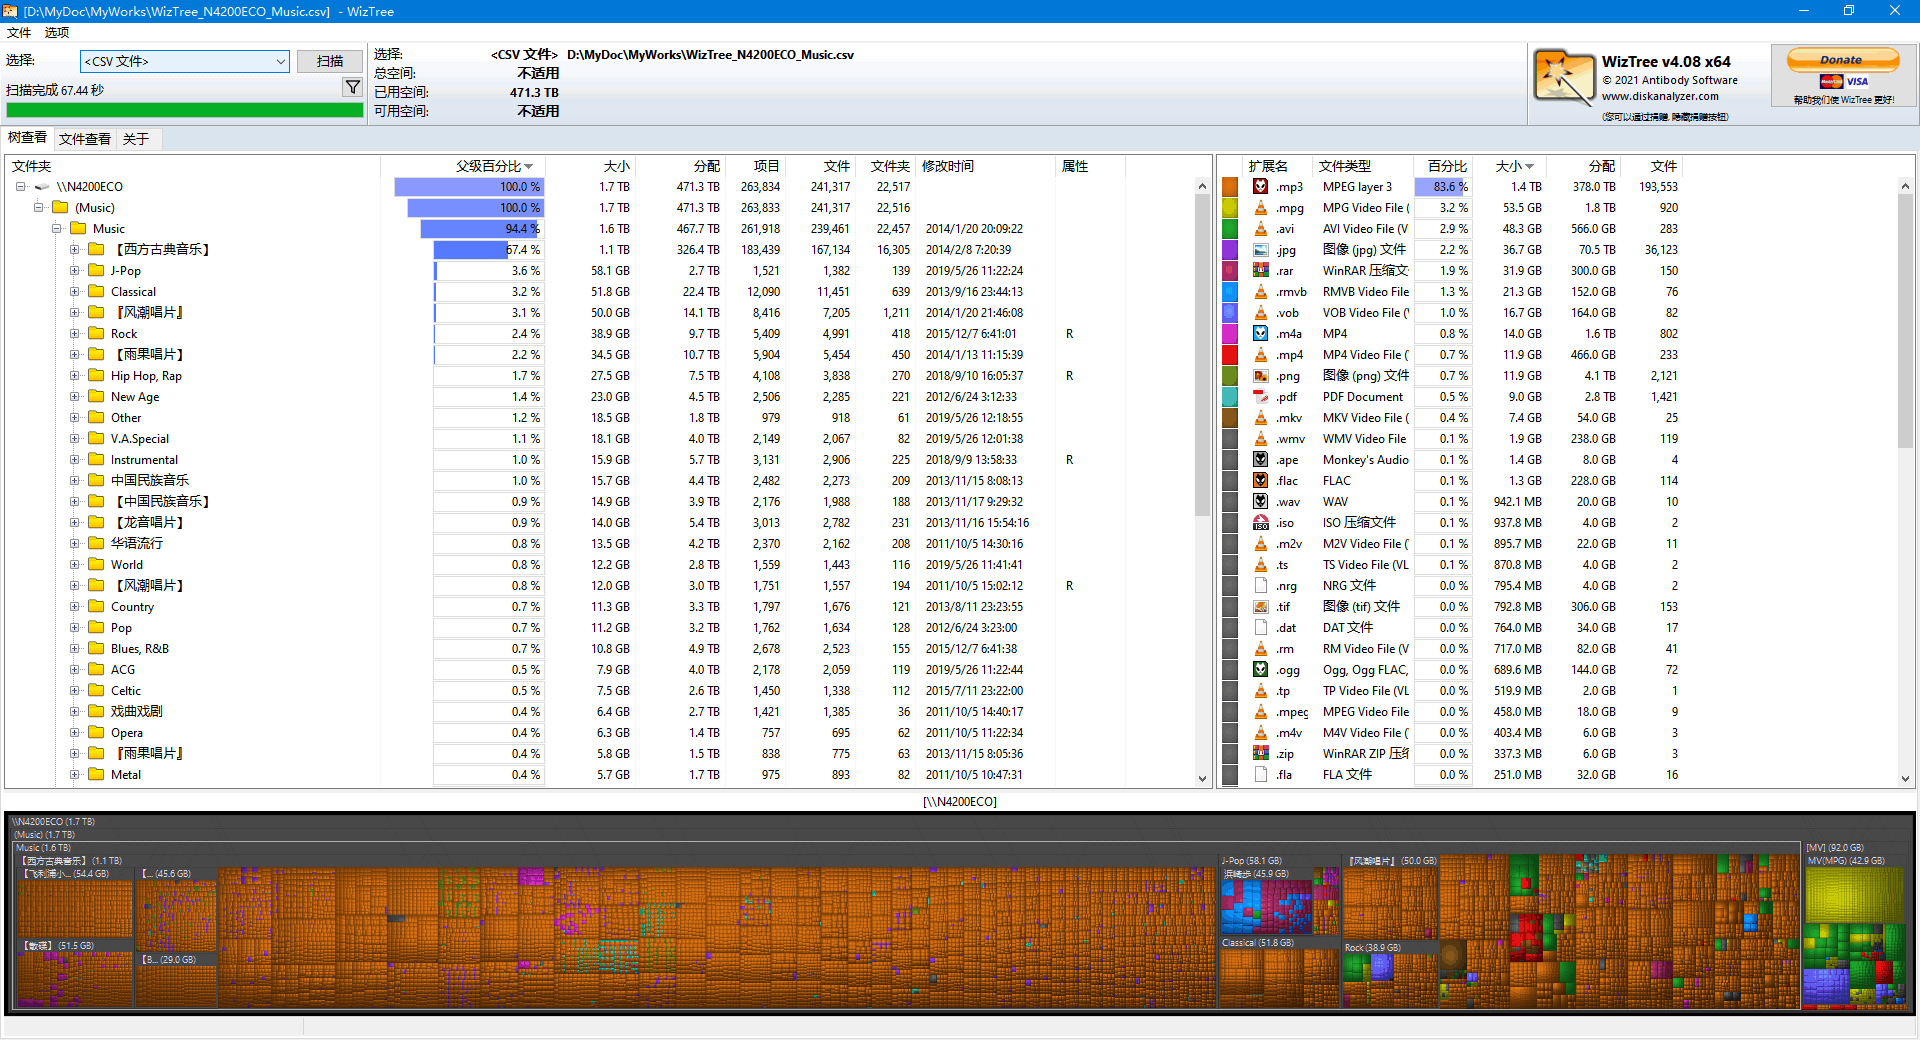 [D:\MyDoc\MyWorks\WizTree_N4200ECO_Music.csv] - WizTree
文件 选项
选择: <CSV 文件> 扫描
扫描完成 67.44 秒
选择: <CSV 文件> D:\MyDoc\MyWorks\WizTree_N4200ECO_Music.csv
总空间: 不适用
已用空间: 471.3 TB
可用空间: 不适用
WizTree v4.08 x64
© 2021 Antibody Software
www.diskanalyzer.com
(您可以通过捐赠, 隐藏捐赠按钮)
Donate
MasterCard VISA
帮助我们使 WizTree 更好!
树查看 文件查看 关于
文件夹 父级百分比 大小 分配 项目 文件 文件夹 修改时间 属性
\\N4200ECO 100.0 % 1.7 TB 471.3 TB 263,834 241,317 22,517
(Music) 100.0 % 1.7 TB 471.3 TB 263,833 241,317 22,516
Music 94.4 % 1.6 TB 467.7 TB 261,918 239,461 22,457 2014/1/20 20:09:22
【西方古典音乐】 67.4 % 1.1 TB 326.4 TB 183,439 167,134 16,305 2014/2/8 7:20:39
J-Pop 3.6 % 58.1 GB 2.7 TB 1,521 1,382 139 2019/5/26 11:22:24
Classical 3.2 % 51.8 GB 22.4 TB 12,090 11,451 639 2013/9/16 23:44:13
『风潮唱片』 3.1 % 50.0 GB 14.1 TB 8,416 7,205 1,211 2014/1/20 21:46:08
Rock 2.4 % 38.9 GB 9.7 TB 5,409 4,991 418 2015/12/7 6:41:01 R
【雨果唱片】 2.2 % 34.5 GB 10.7 TB 5,904 5,454 450 2014/1/13 11:15:39
Hip Hop, Rap 1.7 % 27.5 GB 7.5 TB 4,108 3,838 270 2018/9/10 16:05:37 R
New Age 1.4 % 23.0 GB 4.5 TB 2,506 2,285 221 2012/6/24 3:12:33
Other 1.2 % 18.5 GB 1.8 TB 979 918 61 2019/5/26 12:18:55
V.A.Special 1.1 % 18.1 GB 4.0 TB 2,149 2,067 82 2019/5/26 12:01:38
Instrumental 1.0 % 15.9 GB 5.7 TB 3,131 2,906 225 2018/9/9 13:58:33 R
中国民族音乐 1.0 % 15.7 GB 4.4 TB 2,482 2,273 209 2013/11/15 8:08:13
【中国民族音乐】 0.9 % 14.9 GB 3.9 TB 2,176 1,988 188 2013/11/17 9:29:32
【龙音唱片】 0.9 % 14.0 GB 5.4 TB 3,013 2,782 231 2013/11/16 15:54:16
华语流行 0.8 % 13.5 GB 4.2 TB 2,370 2,162 208 2011/10/5 14:30:16
World 0.8 % 12.2 GB 2.8 TB 1,559 1,443 116 2019/5/26 11:41:41
【风潮唱片】 0.8 % 12.0 GB 3.0 TB 1,751 1,557 194 2011/10/5 15:02:12 R
Country 0.7 % 11.3 GB 3.3 TB 1,797 1,676 121 2013/8/11 23:23:55
Pop 0.7 % 11.2 GB 3.2 TB 1,762 1,634 128 2012/6/24 3:23:00
Blues, R&B 0.7 % 10.8 GB 4.9 TB 2,678 2,523 155 2015/12/7 6:41:38
ACG 0.5 % 7.9 GB 4.0 TB 2,178 2,059 119 2019/5/26 11:22:44
Celtic 0.5 % 7.5 GB 2.6 TB 1,450 1,338 112 2015/7/11 23:22:00
戏曲戏剧 0.4 % 6.4 GB 2.7 TB 1,421 1,385 36 2011/10/5 14:40:17
Opera 0.4 % 6.3 GB 1.4 TB 757 695 62 2011/10/5 11:22:34
『雨果唱片』 0.4 % 5.8 GB 1.5 TB 838 775 63 2013/11/15 8:05:36
Metal 0.4 % 5.7 GB 1.7 TB 975 893 82 2011/10/5 10:47:31
扩展名 文件类型 百分比 大小 分配 文件
.mp3 MPEG layer 3 83.6 % 1.4 TB 378.0 TB 193,553
.mpg MPG Video File ( 3.2 % 53.5 GB 1.8 TB 920
.avi AVI Video File (V 2.9 % 48.3 GB 566.0 GB 283
.jpg 图像 (jpg) 文件 2.2 % 36.7 GB 70.5 TB 36,123
.rar WinRAR 压缩文 1.9 % 31.9 GB 300.0 GB 150
.rmvb RMVB Video File 1.3 % 21.3 GB 152.0 GB 76
.vob VOB Video File (\ 1.0 % 16.7 GB 164.0 GB 82
.m4a MP4 0.8 % 14.0 GB 1.6 TB 802
.mp4 MP4 Video File (' 0.7 % 11.9 GB 466.0 GB 233
.png 图像 (png) 文件 0.7 % 11.9 GB 4.1 TB 2,121
.pdf PDF Document 0.5 % 9.0 GB 2.8 TB 1,421
.mkv MKV Video File ( 0.4 % 7.4 GB 54.0 GB 25
.wmv WMV Video File 0.1 % 1.9 GB 238.0 GB 119
.ape Monkey's Audio 0.1 % 1.4 GB 8.0 GB 4
.flac FLAC 0.1 % 1.3 GB 228.0 GB 114
.wav WAV 0.1 % 942.1 MB 20.0 GB 10
.iso ISO 压缩文件 0.1 % 937.8 MB 4.0 GB 2
.m2v M2V Video File (' 0.1 % 895.7 MB 22.0 GB 11
.ts TS Video File (VL 0.1 % 870.8 MB 4.0 GB 2
.nrg NRG 文件 0.0 % 795.4 MB 4.0 GB 2
.tif 图像 (tif) 文件 0.0 % 792.8 MB 306.0 GB 153
.dat DAT 文件 0.0 % 764.0 MB 34.0 GB 17
.rm RM Video File (V 0.0 % 717.0 MB 82.0 GB 41
.ogg Ogg, Ogg FLAC, 0.0 % 689.6 MB 144.0 GB 72
.tp TP Video File (VL 0.0 % 519.9 MB 2.0 GB 1
.mpeg MPEG Video File 0.0 % 458.0 MB 18.0 GB 9
.m4v M4V Video File (' 0.0 % 403.4 MB 6.0 GB 3
.zip WinRAR ZIP 压缩 0.0 % 337.3 MB 6.0 GB 3
.fla FLA 文件 0.0 % 251.0 MB 32.0 GB 16
[\\N4200ECO]
\\N4200ECO (1.7 TB)
(Music) (1.7 TB)
Music (1.6 TB)
【西方古典音乐】 (1.1 TB)
【飞利浦小... (54.4 GB)
【... (45.6 GB)
【散碟】 (51.5 GB)
【B... (29.0 GB)
J-Pop (58.1 GB)
浜崎步 (45.9 GB)
Classical (51.8 GB)
『风潮唱片』 (50.0 GB)
Rock (38.9 GB)
[MV] (92.0 GB)
MV(MPG) (42.9 GB)